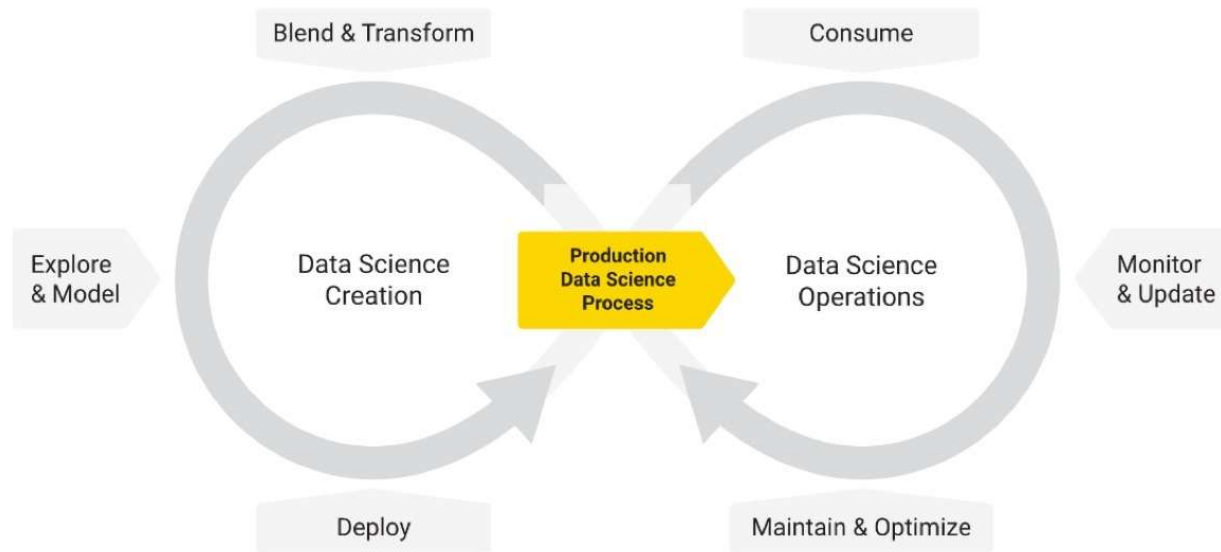 Blend & Transform
Consume
Explore
& Model
Data Science
Creation
Production
Data Science
Process
Data Science
Operations
Monitor
& Update
Deploy
Maintain & Optimize